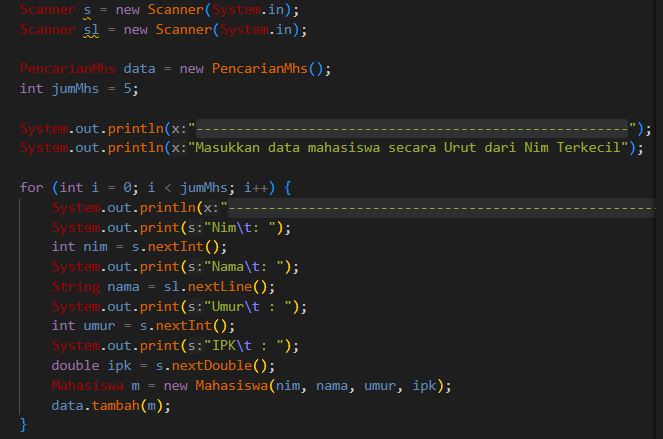 Scanner s = new Scanner(System.in);
Scanner sl = new Scanner(System.in);
PencarianMhs data = new PencarianMhs();
int jumMhs = 5;
System.out.println(x:"------------------------------------------------------");
System.out.println(x:"Masukkan data mahasiswa secara Urut dari Nim Terkecil");
for (int i = 0; i < jumMhs; i++) {
System.out.println(x:"------------------------------------------------------
System.out.print(s:"Nim\t: ");
int nim = s.nextInt();
System.out.print(s:"Nama\t: ");
String nama = sl.nextLine();
System.out.print(s:"Umur\t : ");
int umur = s.nextInt();
System.out.print(s:"IPK\t : ");
double ipk = s.nextDouble();
Mahasiswa m = new Mahasiswa(nim, nama, umur, ipk);
data.tambah(m);
}